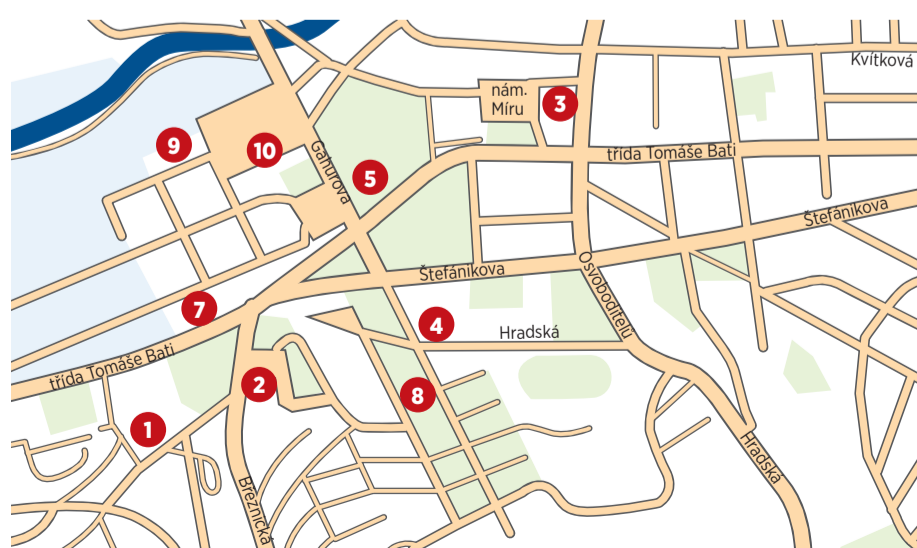 Kvítková
nám.
Míru
3
9
10
Gahurova
třída Tomáše Bati
5
Štefánikova
Štefánikova
Osvoboditelů
7
4
Hradská
třída Tomáše Bati
2
8
1
Hradská
Březnická